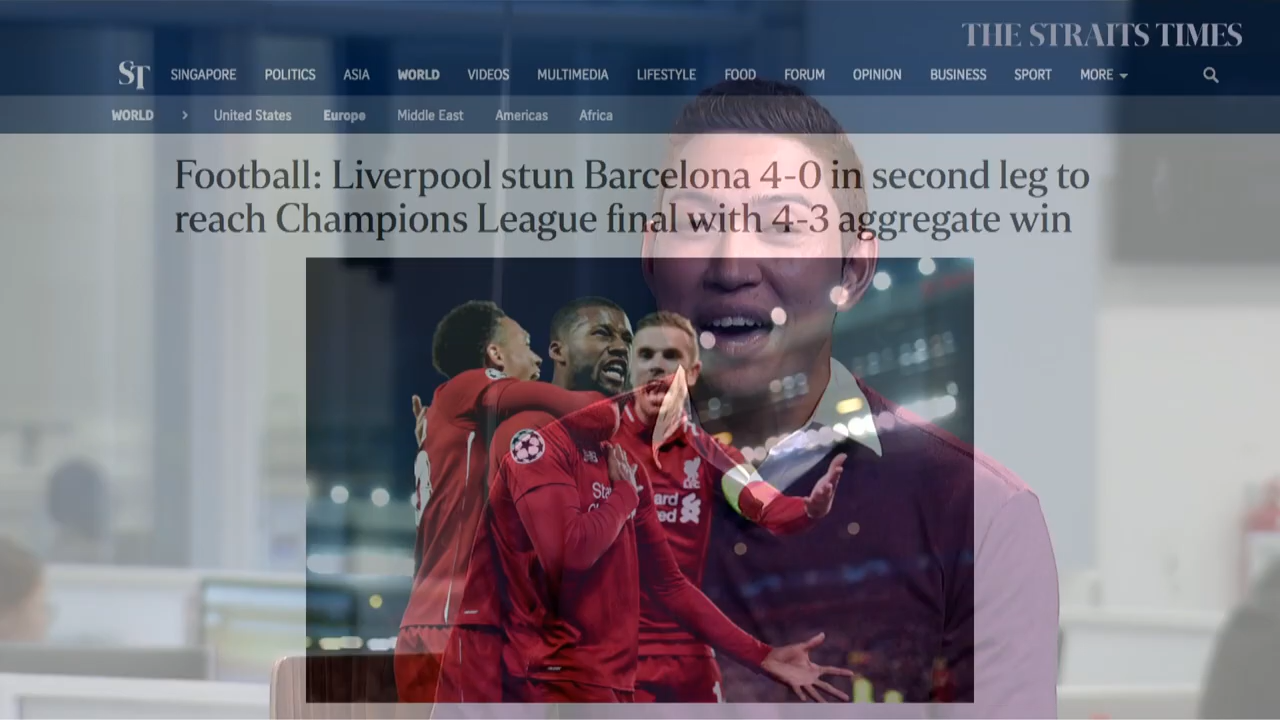 THE STRAITS TIMES
ST SINGAPORE POLITICS ASIA WORLD VIDEOS MULTIMEDIA LIFESTYLE FOOD FORUM OPINION BUSINESS SPORT MORE
WORLD > United States Europe Middle East Americas Africa
Football: Liverpool stun Barcelona 4-0 in second leg to
reach Champions League final with 4-3 aggregate win